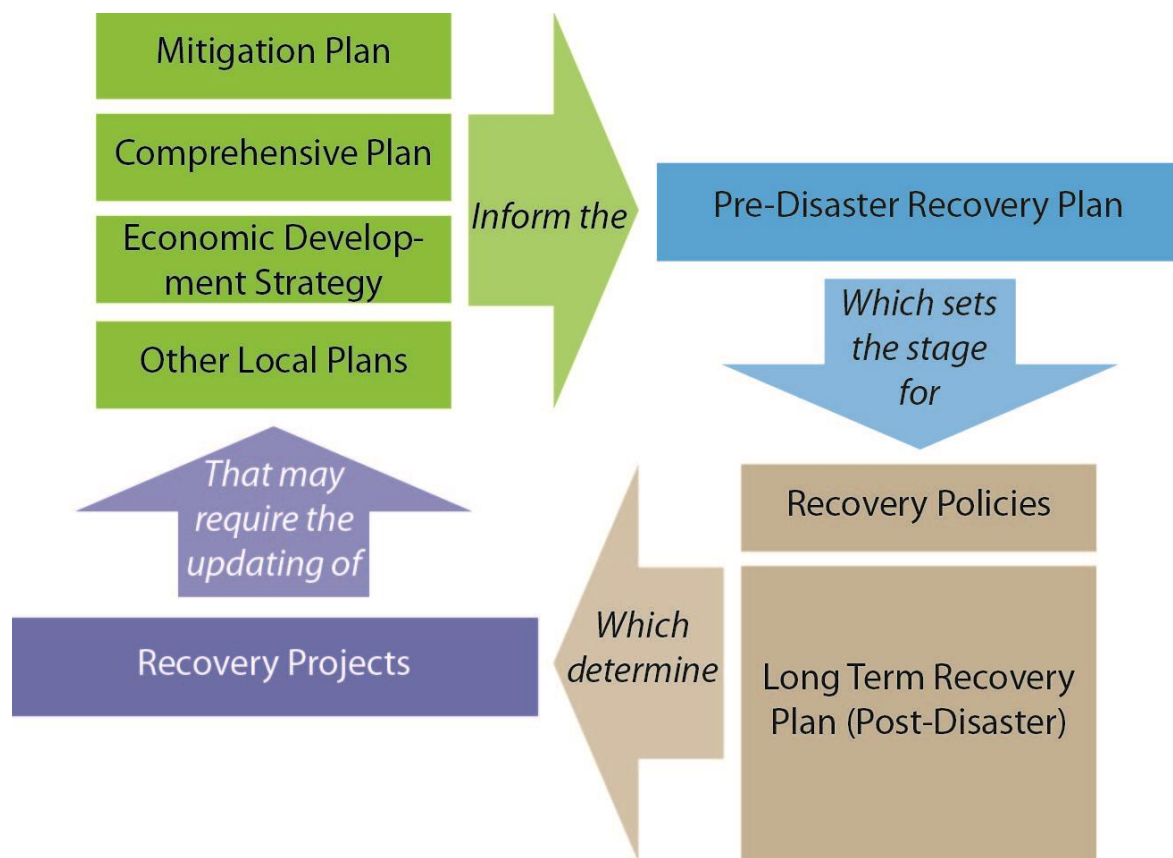 Mitigation Plan
Comprehensive Plan
Economic Develop-
ment Strategy
Other Local Plans
Inform the
Pre-Disaster Recovery Plan
Which sets
the stage
for
Recovery Policies
Long Term Recovery
Plan (Post-Disaster)
Which
determine
Recovery Projects
That may
require the
updating of